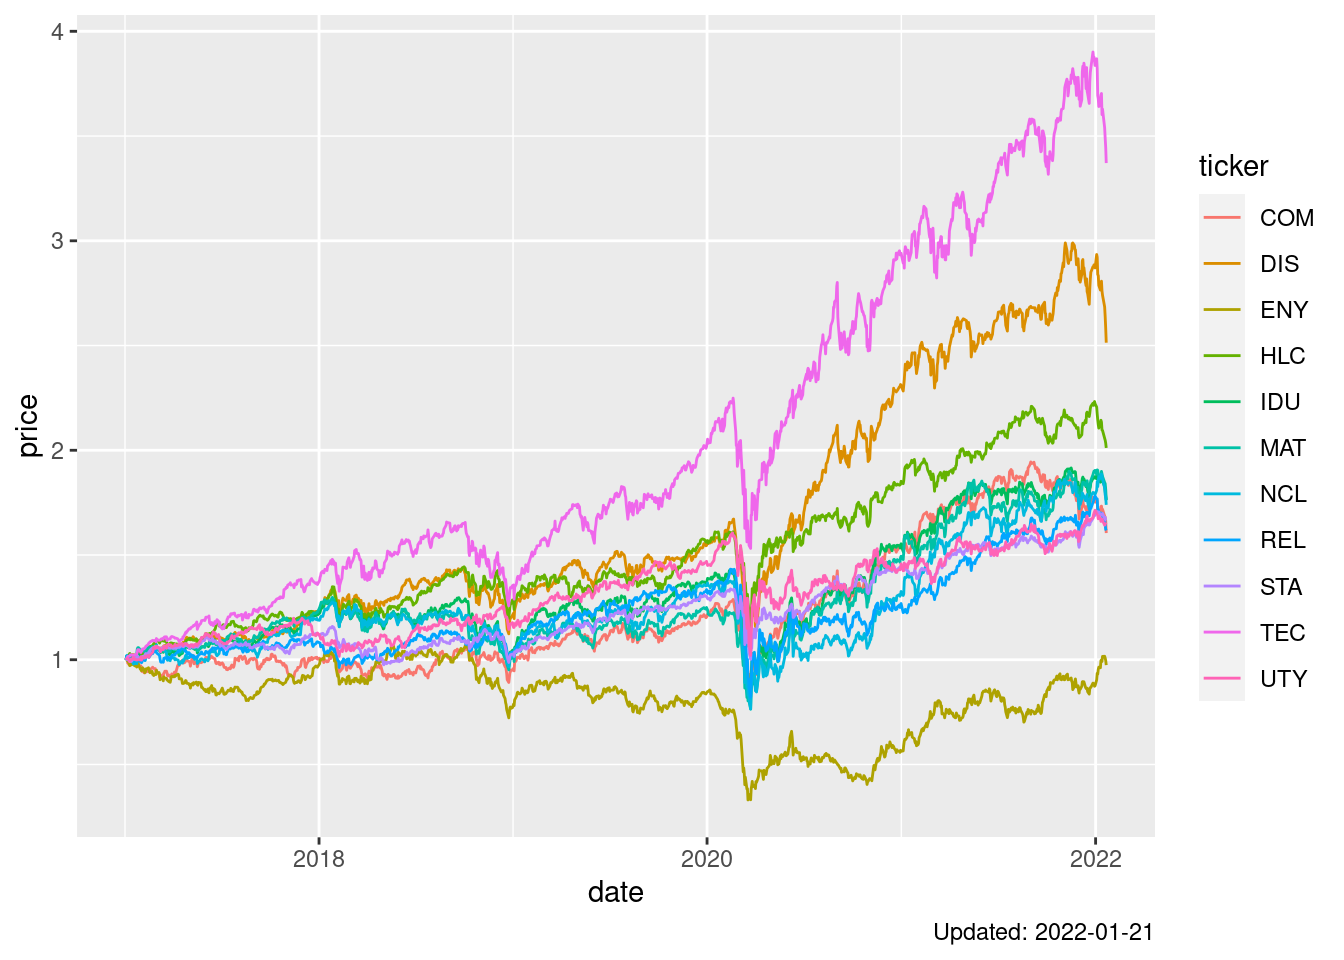 4
3
2
1
price
2018
2020
2022
date
Updated: 2022-01-21
ticker
COM
DIS
ENY
HLC
IDU
MAT
NCL
REL
STA
TEC
UTY